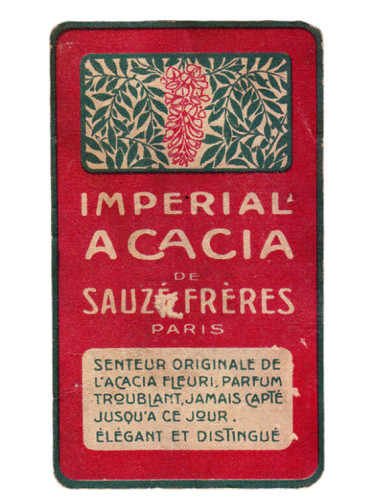 IMPERIAL
ACACIA
DE
SAUZÉ FRÈRES
PARIS
SENTEUR ORIGINALE DE
L'ACACIA FLEURI, PARFUM
TROUBLANT, JAMAIS CAPTÉ
JUSQU'A CE JOUR.
ÉLÉGANT ET DISTINGUÉ